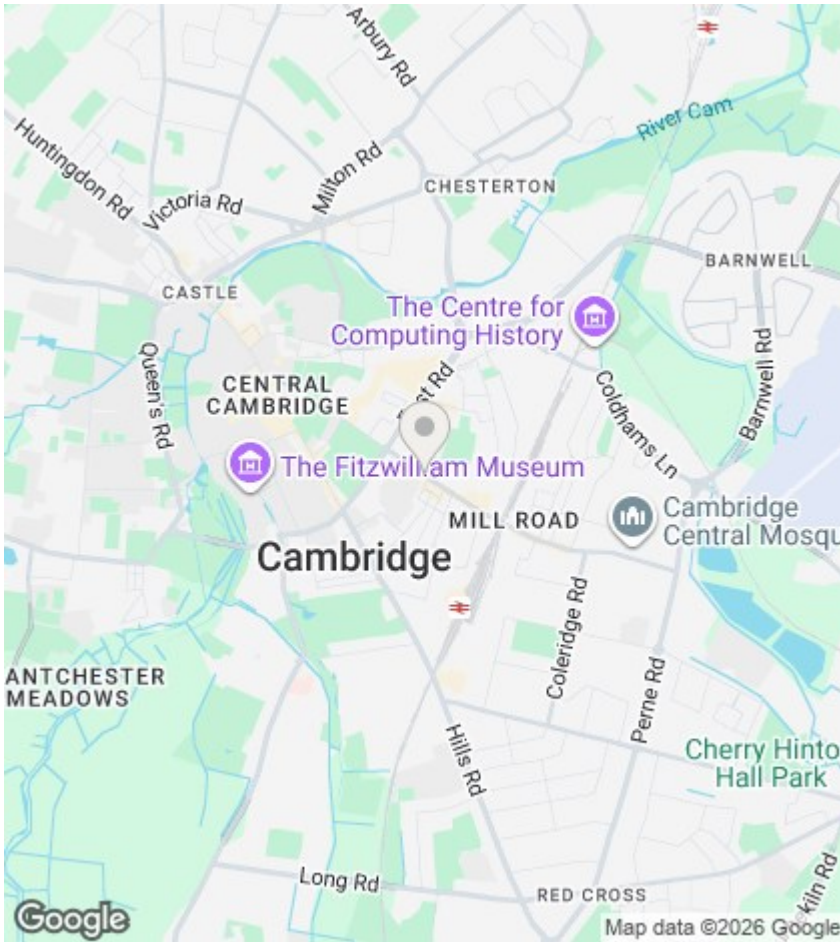 Arbury Rd
River Cam
Huntingdon Rd
Milton Rd
Victoria Rd
CHESTERTON
BARNWELL
CASTLE
The Centre for
Computing History
Queen's Rd
CENTRAL
CAMBRIDGE
Barnwell Rd
Coldhams Ln
The Fitzwilliam Museum
MILL ROAD
Cambridge
Central Mosqu
Cambridge
Coleridge Rd
ANTCHESTER
MEADOWS
Perne Rd
Hills Rd
Cherry Hinto
Hall Park
Long Rd
RED CROSS
kiln Rd
Google
Map data ©2026 Google